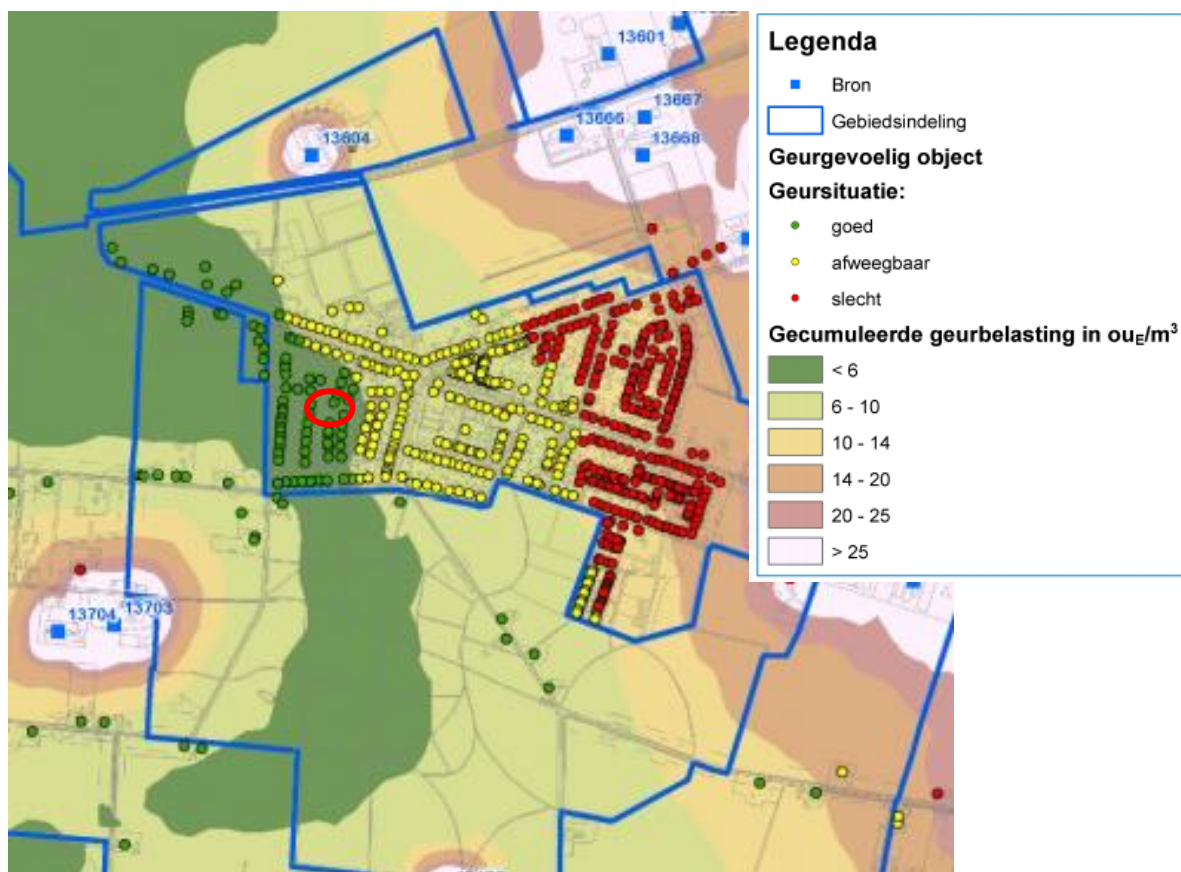 13601
13667
13666
13668
13604
13704
13703
Legenda
Bron
Gebiedsindeling
Geurgevoelig object
Geursituatie:
goed
afweegbaar
slecht
Gecumuleerde geurbelasting in ouE/m³
< 6
6 - 10
10 - 14
14 - 20
20 - 25
> 25